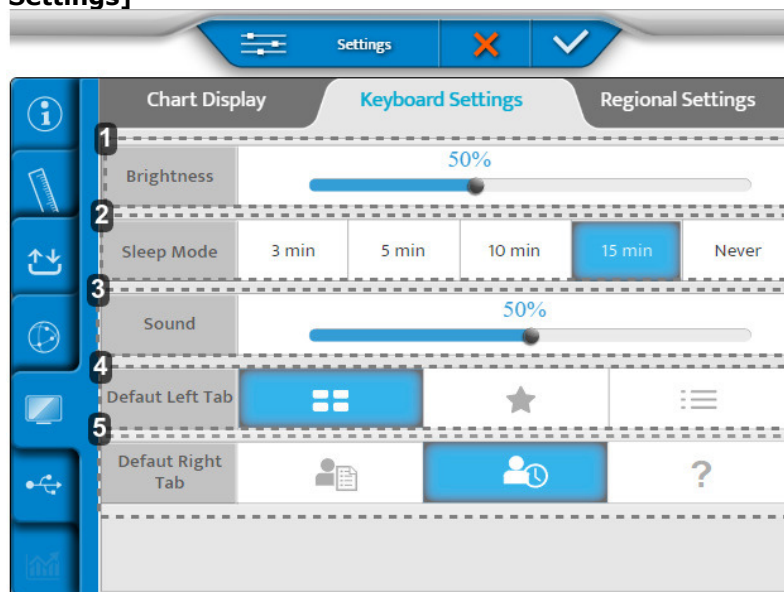 Settings]
Settings
Chart Display Keyboard Settings Regional Settings
1
50%
Brightness
2
Sleep Mode 3 min 5 min 10 min 15 min Never
3
50%
Sound
4
Defaut Left Tab
5
Defaut Right
Tab
?